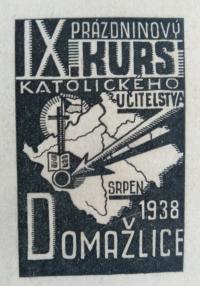 PRÁZDNINOVÝ
IX. KURS
KATOLICKÉHO
UČITELSTVA
SRPEN
1938
DOMAŽLICE